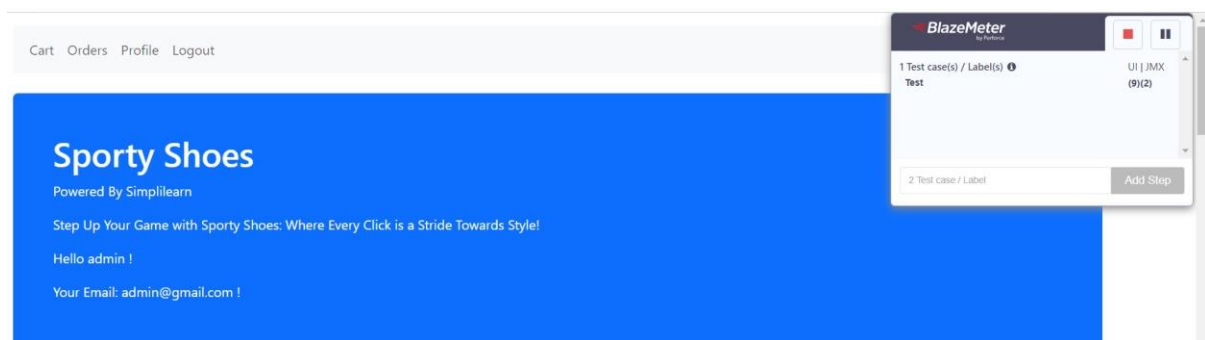 Cart Orders Profile Logout
Sporty Shoes
Powered By Simplilearn
Step Up Your Game with Sporty Shoes: Where Every Click is a Stride Towards Style!
Hello admin !
Your Email: admin@gmail.com !
BlazeMeter
by Perforce
1 Test case(s) / Label(s) UI | JMX
Test (9)(2)
2 Test case / Label Add Step